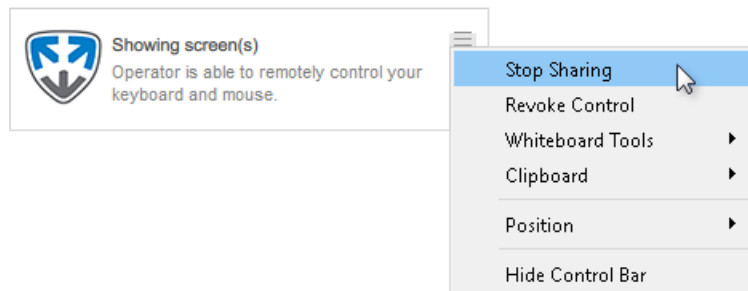 Showing screen(s)
Operator is able to remotely control your
keyboard and mouse.
Stop Sharing
Revoke Control
Whiteboard Tools
Clipboard
Position
Hide Control Bar